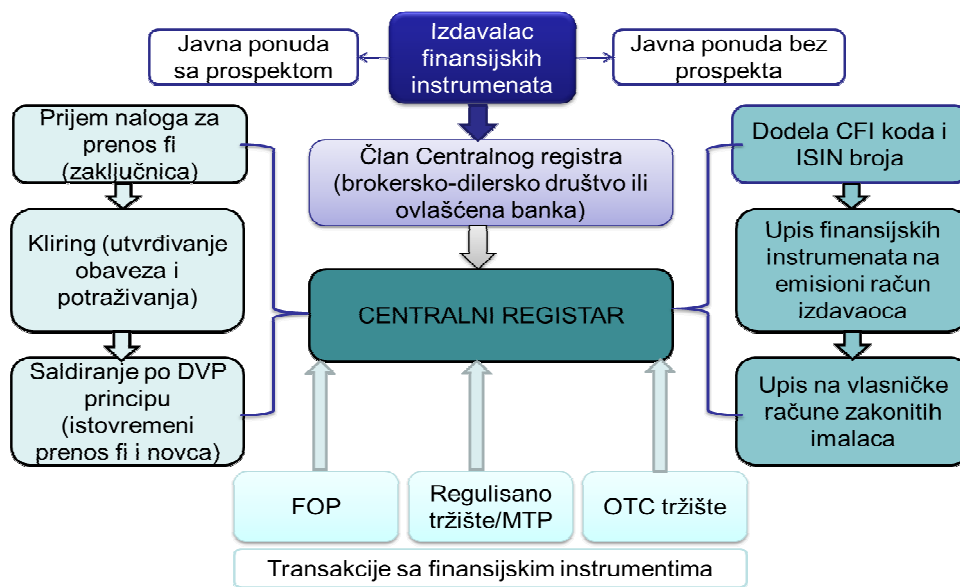 Javna ponuda
sa prospektom
Izdavalac
finansijskih
instrumenata
Javna ponuda bez
prospekta
Prijem naloga za
prenos fi
(zaključnica)
Član Centralnog registra
(brokersko-dilersko društvo ili
ovlašćena banka)
Dodela CFI koda i
ISIN broja
Kliring (utvrđivanje
obaveza i
potraživanja)
CENTRALNI REGISTAR
Upis finansijskih
instrumenata na
emisioni račun
izdavaoca
Saldiranje po DVP
principu
(istovremeni
prenos fi i novca)
Upis na vlasničke
račune zakonitih
imalaca
FOP
Regulisano
tržište/MTP
OTC tržište
Transakcije sa finansijskim instrumentima